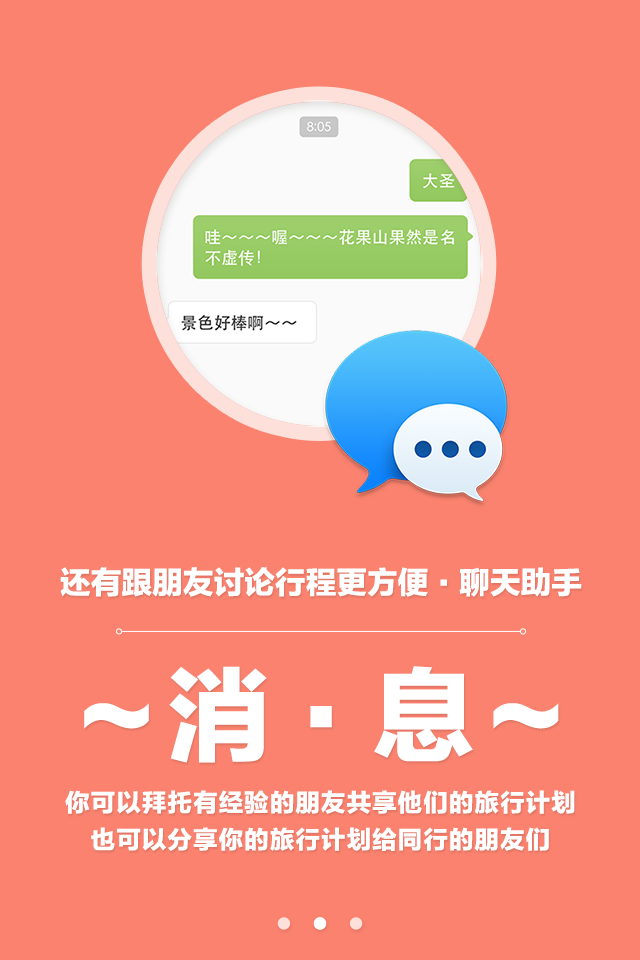 8:05
大圣
哇～～～喔～～～花果山果然是名
不虚传！
景色好棒啊～～
还有跟朋友讨论行程更方便·聊天助手
~消·息~
你可以拜托有经验的朋友共享他们的旅行计划
也可以分享你的旅行计划给同行的朋友们